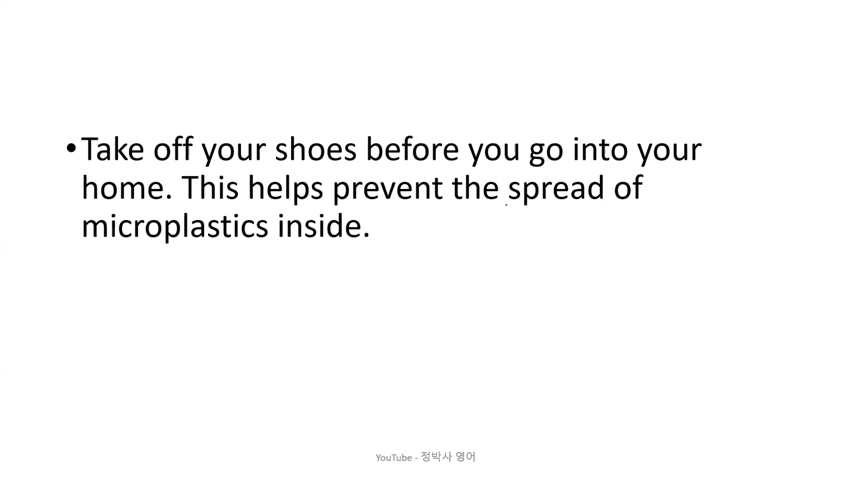 •Take off your shoes before you go into your
home. This helps prevent the spread of
microplastics inside.
YouTube - 정박사 영어